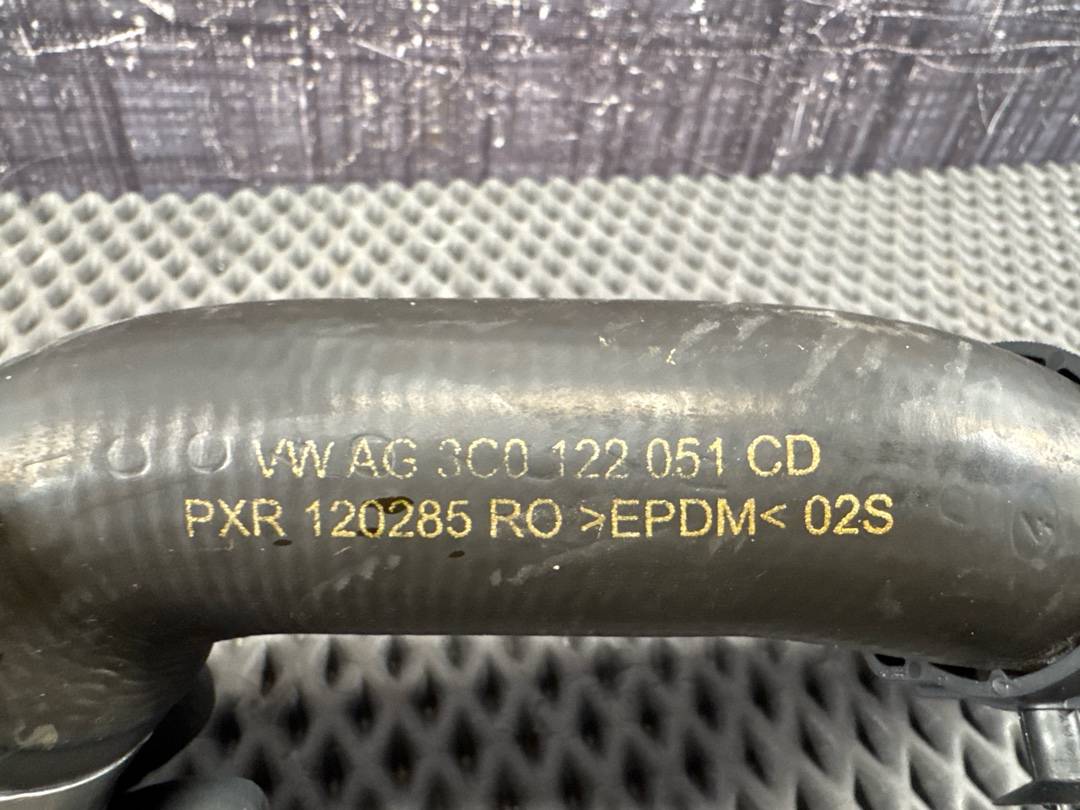 VW AG 3C0 122 051 CD
PXR 120285 RO >EPDM< 02S